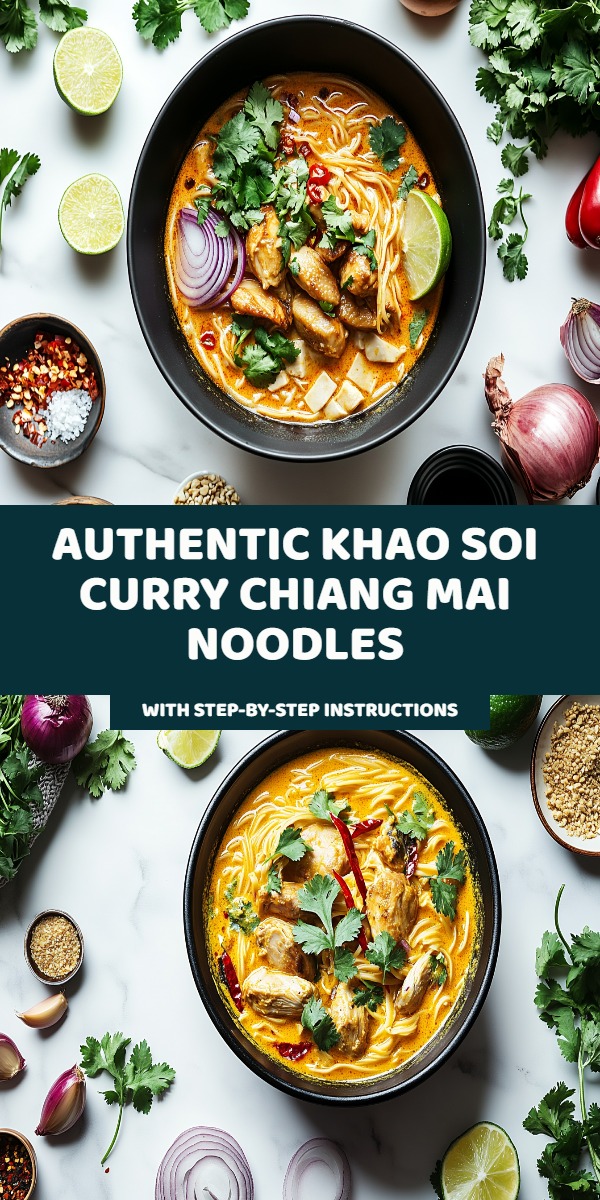 AUTHENTIC KHAO SOI
CURRY CHIANG MAI
NOODLES
WITH STEP-BY-STEP INSTRUCTIONS